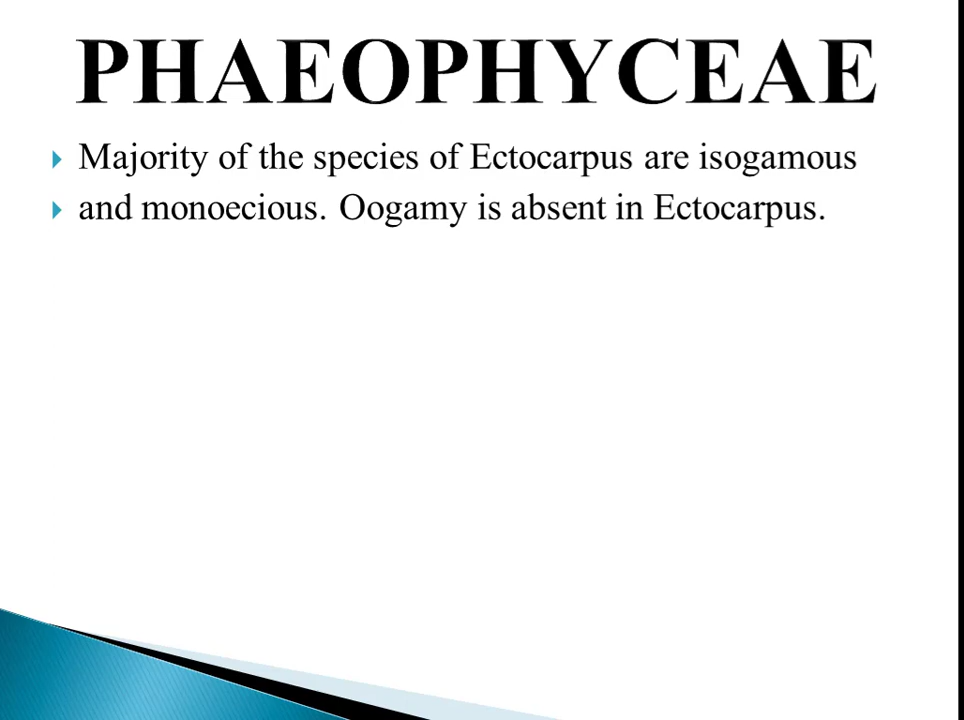 PHAEOPHYCEAE
Majority of the species of Ectocarpus are isogamous
and monoecious. Oogamy is absent in Ectocarpus.